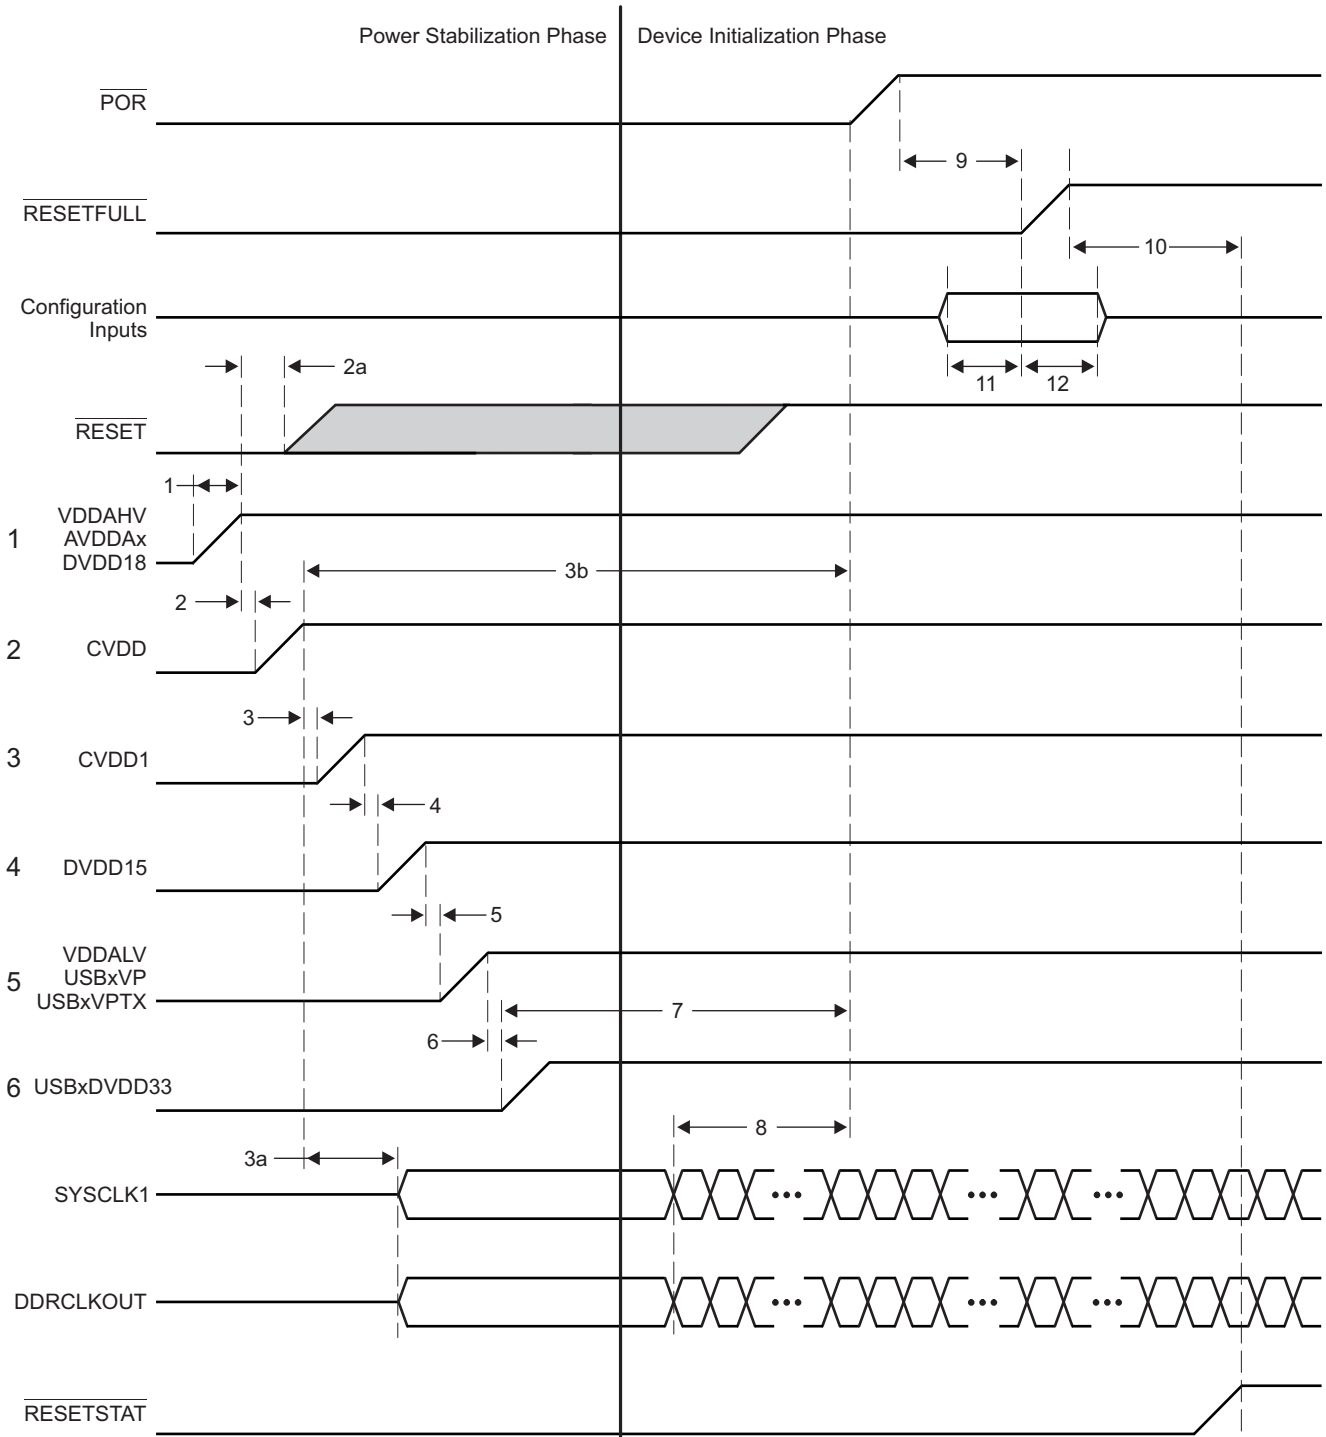 Power Stabilization Phase
Device Initialization Phase
POR
9
RESETFULL
10
Configuration
Inputs
11
12
2a
RESET
1
1
VDDAHV
AVDDAx
DVDD18
3b
2
2
CVDD
3
3
CVDD1
4
4
DVDD15
5
5
VDDALV
USBxVP
USBxVPTX
7
6
6
USBxDVDD33
8
3a
SYSCLK1
DDRCLKOUT
RESETSTAT